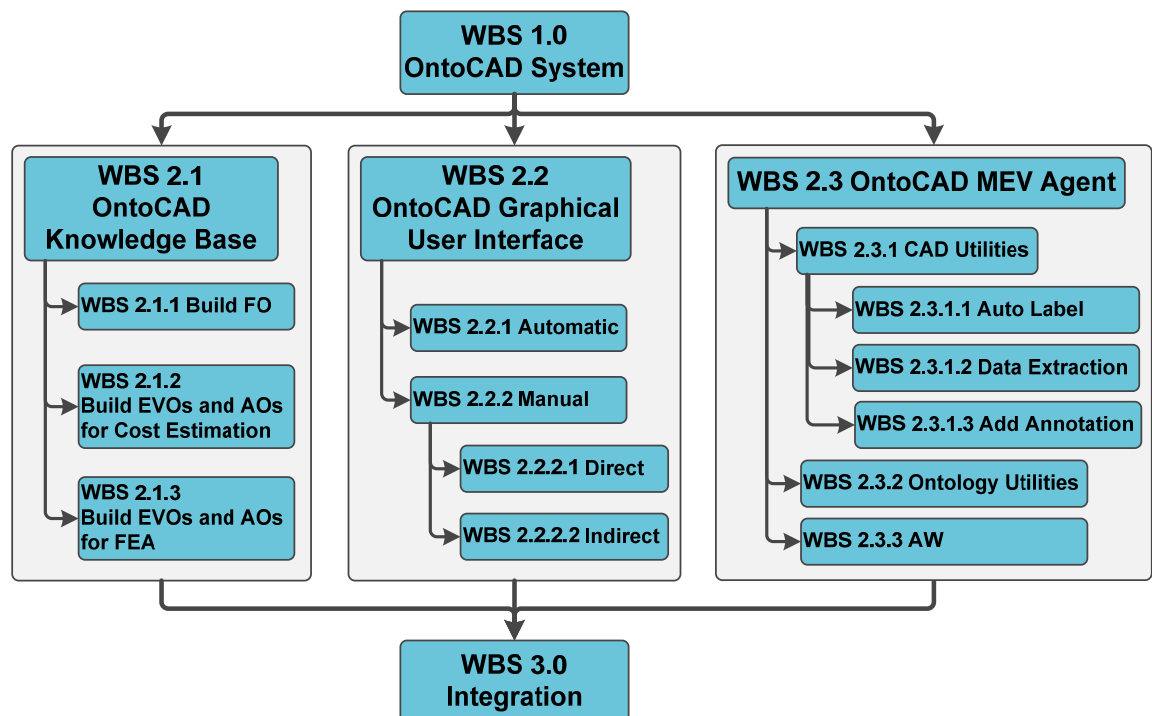 WBS 1.0
OntoCAD System
WBS 2.1
OntoCAD
Knowledge Base
WBS 2.1.1 Build FO
WBS 2.1.2
Build EVOs and AOs
for Cost Estimation
WBS 2.1.3
Build EVOs and AOs
for FEA
WBS 2.2
OntoCAD Graphical
User Interface
WBS 2.2.1 Automatic
WBS 2.2.2 Manual
WBS 2.2.2.1 Direct
WBS 2.2.2.2 Indirect
WBS 2.3 OntoCAD MEV Agent
WBS 2.3.1 CAD Utilities
WBS 2.3.1.1 Auto Label
WBS 2.3.1.2 Data Extraction
WBS 2.3.1.3 Add Annotation
WBS 2.3.2 Ontology Utilities
WBS 2.3.3 AW
WBS 3.0
Integration